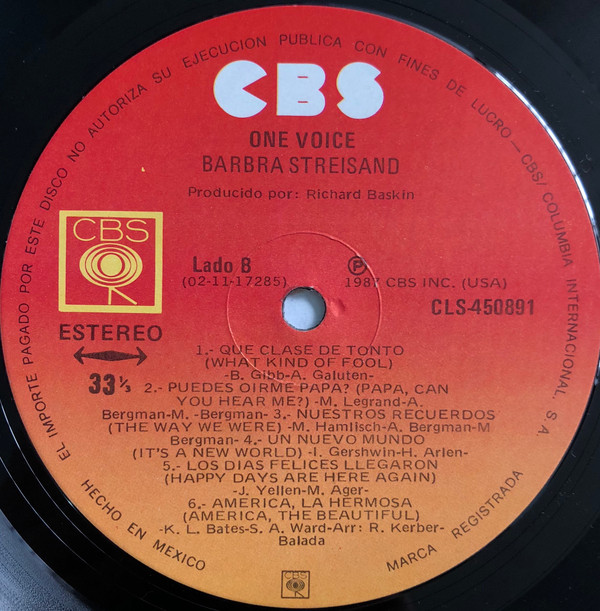 EL IMPORTE PAGADO POR ESTE DISCO NO AUTORIZA SU EJECUCION PUBLICA CON FINES DE LUCRO — CBS/ COLUMBIA INTERNACIONAL, S.A.
CBS
ONE VOICE
BARBRA STREISAND
Producido por: Richard Baskin
CBS
Lado B
(02-11-17285)
℗
1987 CBS INC. (USA)
CLS-450891
ESTEREO
33 ⅓
1.- QUE CLASE DE TONTO
(WHAT KIND OF FOOL)
-B. Gibb-A. Galuten-
2.- PUEDES OIRME PAPA? (PAPA, CAN
YOU HEAR ME?) -M. Legrand-A.
Bergman-M. -Bergman- 3.- NUESTROS RECUERDOS
(THE WAY WE WERE) -M. Hamlisch-A. Bergman-M
Bergman- 4.- UN NUEVO MUNDO
(IT'S A NEW WORLD) -I. Gershwin-H. Arlen-
5.- LOS DIAS FELICES LLEGARON
(HAPPY DAYS ARE HERE AGAIN)
-J. Yellen-M. Ager-
6.- AMERICA, LA HERMOSA
(AMERICA, THE BEAUTIFUL)
-K. L. Bates-S. A. Ward-Arr: R. Kerber-
Balada
HECHO EN MEXICO
MARCA REGISTRADA
CBS